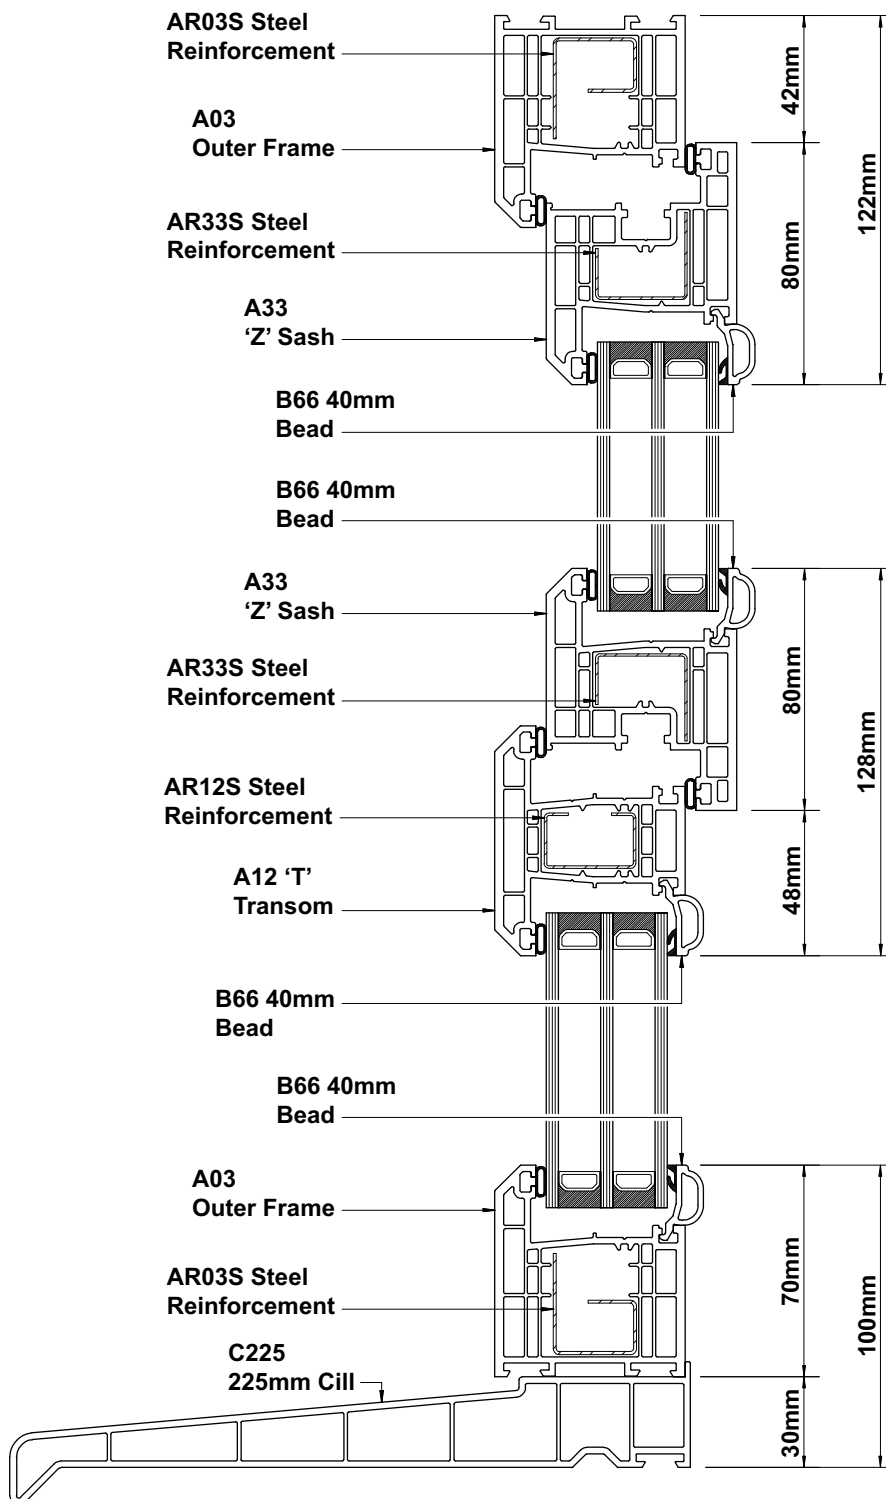 AR03S Steel
Reinforcement
42mm
A03
Outer Frame
122mm
AR33S Steel
Reinforcement
80mm
A33
‘Z’ Sash
B66 40mm
Bead
B66 40mm
Bead
A33
‘Z’ Sash
AR33S Steel
Reinforcement
80mm
128mm
AR12S Steel
Reinforcement
A12 ‘T’
Transom
48mm
B66 40mm
Bead
B66 40mm
Bead
A03
Outer Frame
70mm
AR03S Steel
Reinforcement
100mm
C225
225mm Cill
30mm